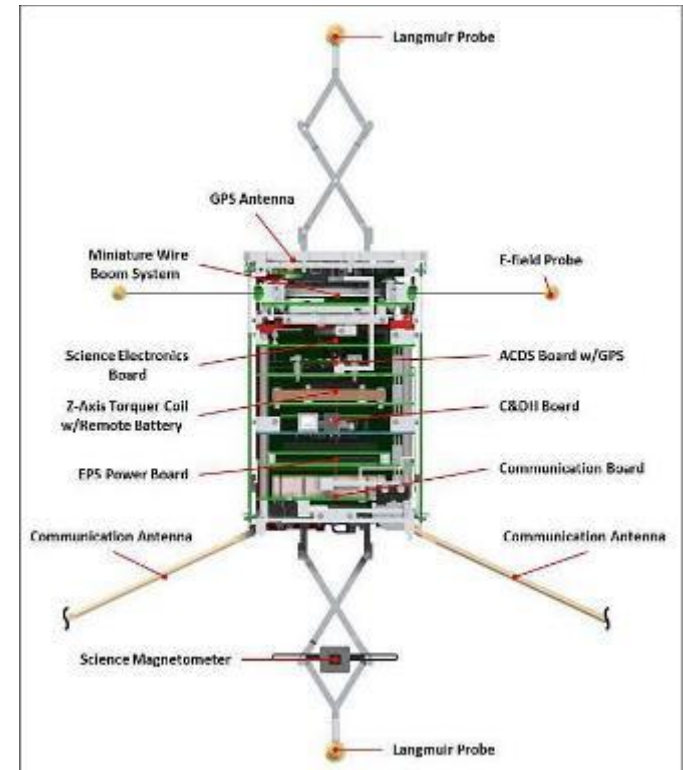 Langmuir Probe
GPS Antenna
Miniature Wire
Boom System
E-field Probe
Science Electronics
Board
ACDS Board w/GPS
Z-Axis Torquer Coil
w/Remote Battery
C&DH Board
EPS Power Board
Communication Board
Communication Antenna
Communication Antenna
Science Magnetometer
Langmuir Probe